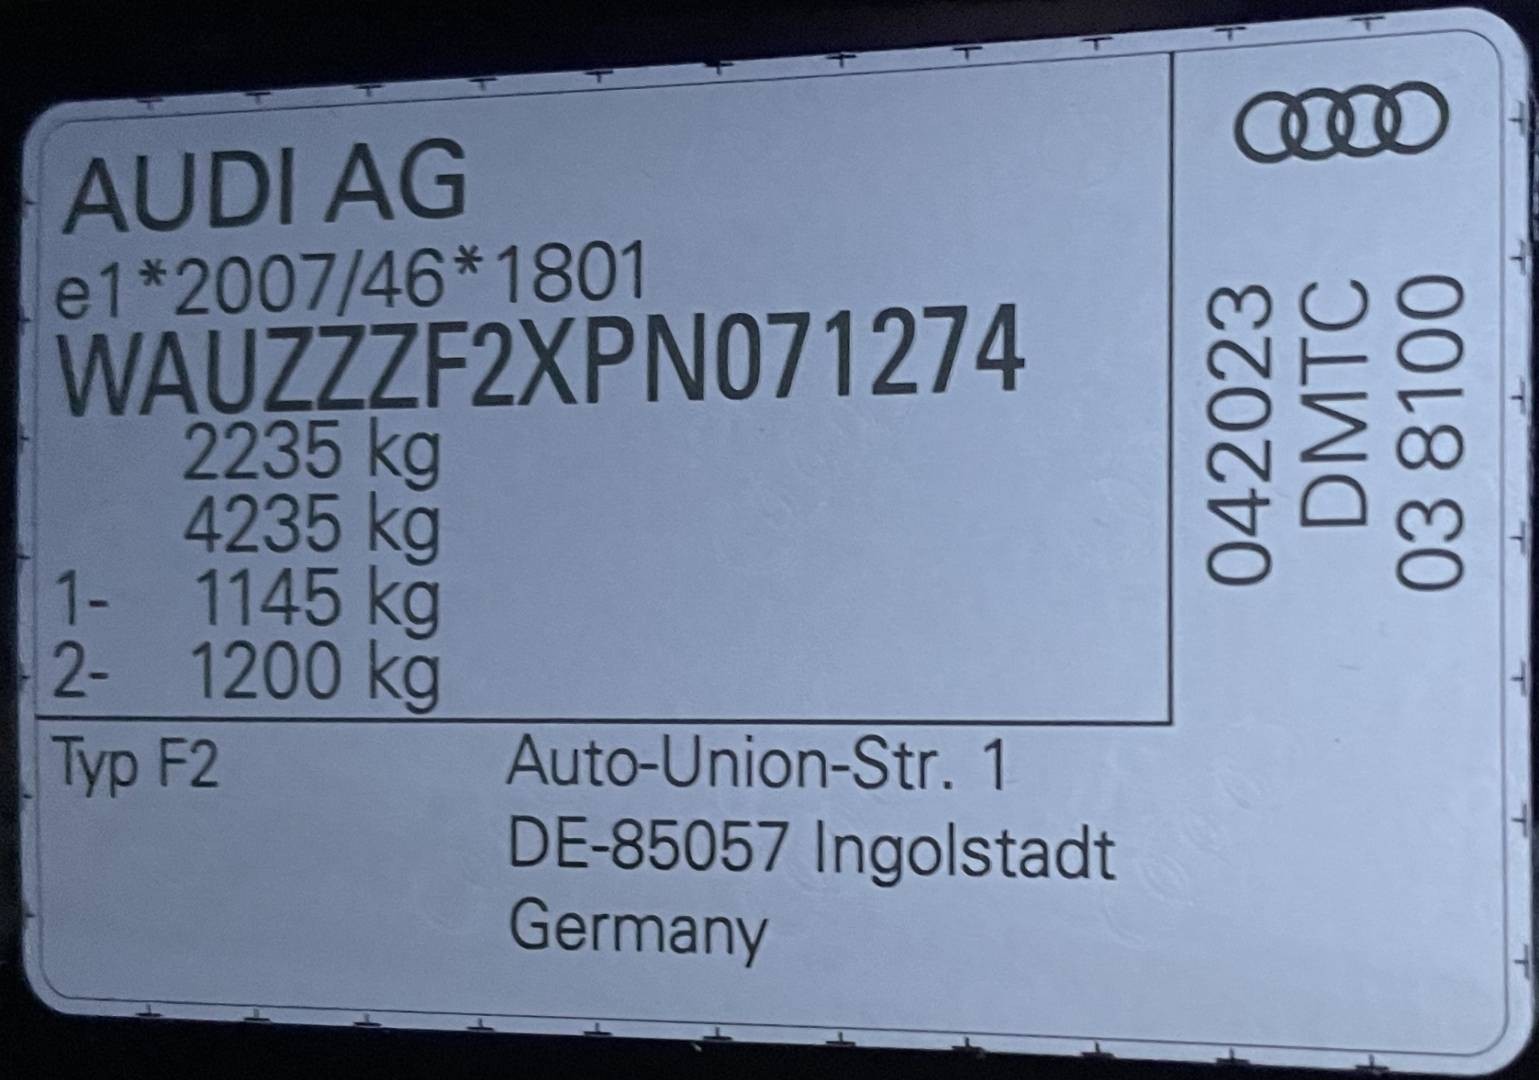 AUDI AG
e1*2007/46*1801
WAUZZZF2XPN071274
2235 kg
4235 kg
1- 1145 kg
2- 1200 kg
Typ F2
Auto-Union-Str. 1
DE-85057 Ingolstadt
Germany
042023
DMTC
03 8100